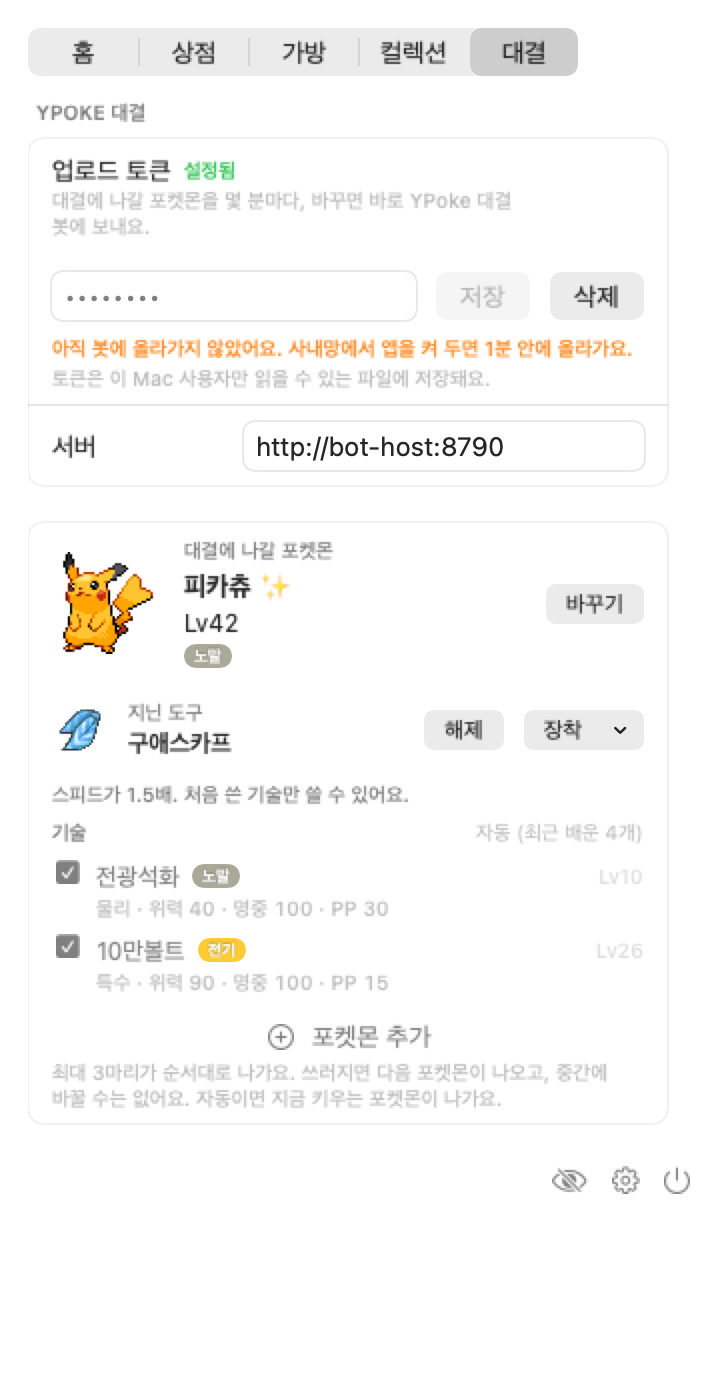 홈 상점 가방 컬렉션 대결
YPOKE 대결
업로드 토큰 설정됨
대결에 나갈 포켓몬을 몇 분마다, 바꾸면 바로 YPoke 대결
봇에 보내요.
저장 삭제
아직 봇에 올라가지 않았어요. 사내망에서 앱을 켜 두면 1분 안에 올라가요.
토큰은 이 Mac 사용자만 읽을 수 있는 파일에 저장돼요.
서버 http://bot-host:8790
대결에 나갈 포켓몬
피카츄 ✨
Lv42
바꾸기
노말
지닌 도구
구애스카프
해제 장착
스피드가 1.5배. 처음 쓴 기술만 쓸 수 있어요.
기술 자동 (최근 배운 4개)
전광석화 노말 Lv10
물리 · 위력 40 · 명중 100 · PP 30
10만볼트 전기 Lv26
특수 · 위력 90 · 명중 100 · PP 15
포켓몬 추가
최대 3마리가 순서대로 나가요. 쓰러지면 다음 포켓몬이 나오고, 중간에
바꿀 수는 없어요. 자동이면 지금 키우는 포켓몬이 나가요.